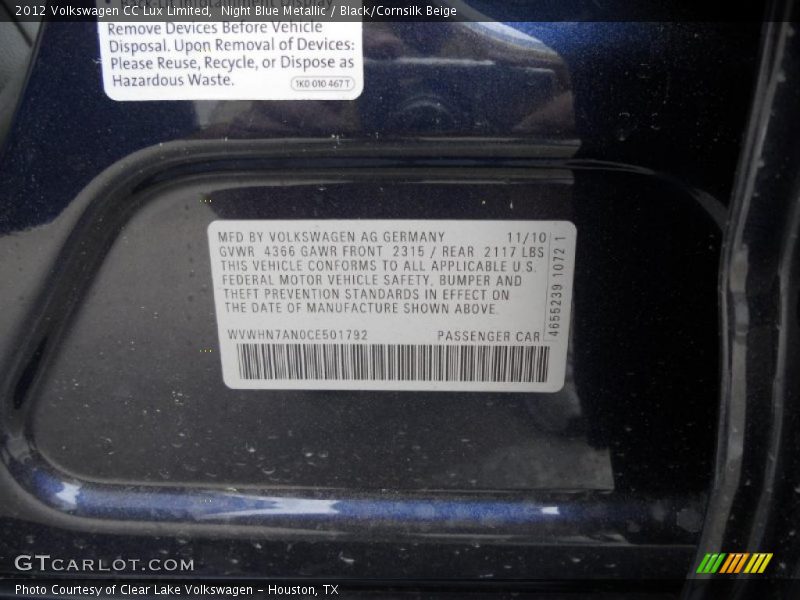 2012 Volkswagen CC Lux Limited,  Night Blue Metallic / Black/Cornsilk Beige
Remove Devices Before Vehicle
Disposal. Upon Removal of Devices:
Please Reuse, Recycle, or Dispose as
Hazardous Waste.
1K0 010 467 T
MFD BY VOLKSWAGEN AG GERMANY 11/10
GVWR 4366 GAWR FRONT 2315 / REAR 2117 LBS
THIS VEHICLE CONFORMS TO ALL APPLICABLE U.S.
FEDERAL MOTOR VEHICLE SAFETY, BUMPER AND
THEFT PREVENTION STANDARDS IN EFFECT ON
THE DATE OF MANUFACTURE SHOWN ABOVE.
WVWHN7AN0CE501792 PASSENGER CAR
4655239 1072 1
GTCARLOT.COM
Photo Courtesy of Clear Lake Volkswagen – Houston, TX